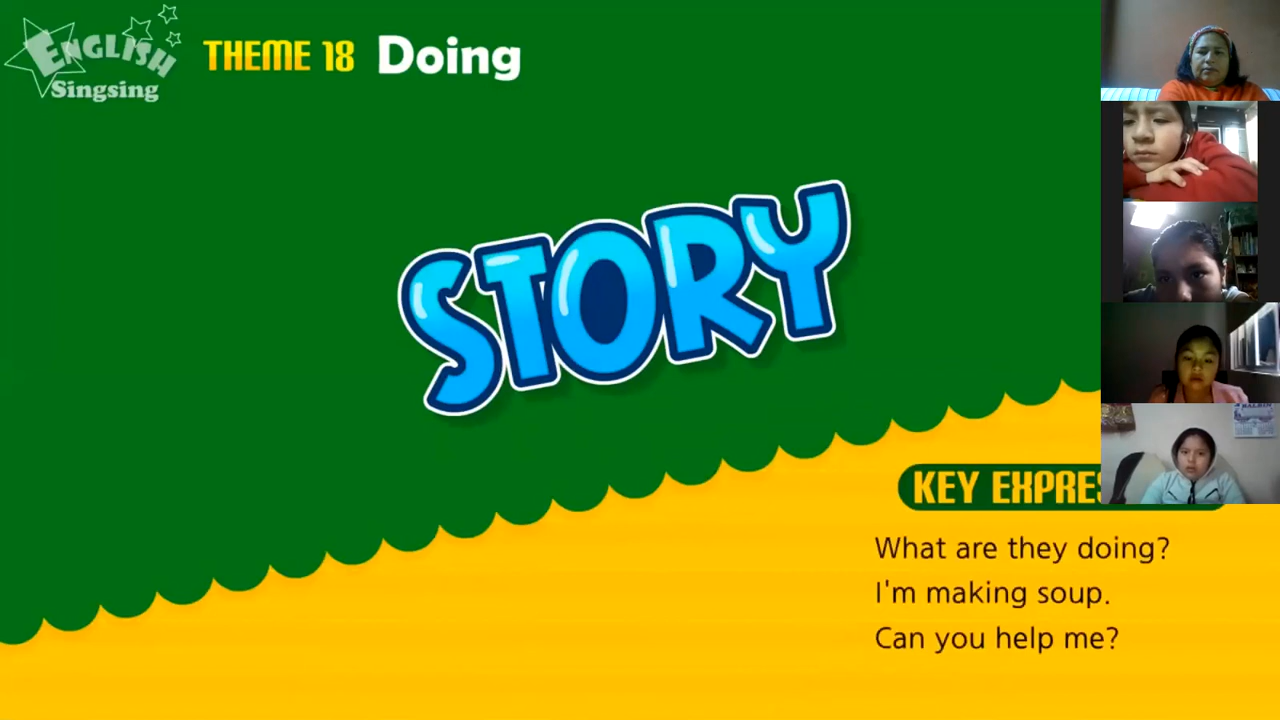 ENGLISH
Singsing
THEME 18 Doing
STORY
KEY EXPRES
What are they doing?
I'm making soup.
Can you help me?